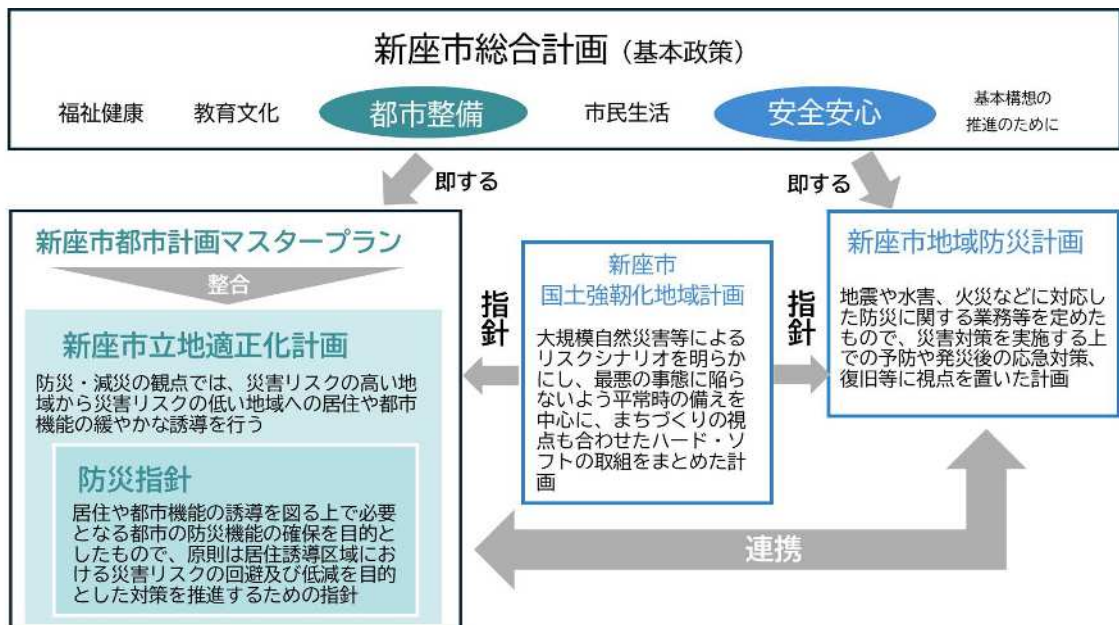 新座市総合計画（基本政策）
福祉健康
教育文化
都市整備
市民生活
安全安心
基本構想の
推進のために
即する
即する
新座市都市計画マスタープラン
整合
新座市立地適正化計画
防災・減災の観点では、災害リスクの高い地
域から災害リスクの低い地域への居住や都市
機能の緩やかな誘導を行う
防災指針
居住や都市機能の誘導を図る上で必要
となる都市の防災機能の確保を目的
としたもので、原則は居住誘導区域にお
ける災害リスクの回避及び低減を目的
とした対策を推進するための指針
指針
新座市
国土強靭化地域計画
大規模自然災害等による
リスクシナリオを明らか
にし、最悪の事態に陥ら
ないよう平常時の備えを
中心に、まちづくりの視
点も合わせたハード・ソ
フトの取組をまとめた計
画
指針
新座市地域防災計画
地震や水害、火災などに対応し
た防災に関する業務等を定めた
もので、災害対策を実施する上
での予防や発災後の応急対策、
復旧等に視点を置いた計画
連携